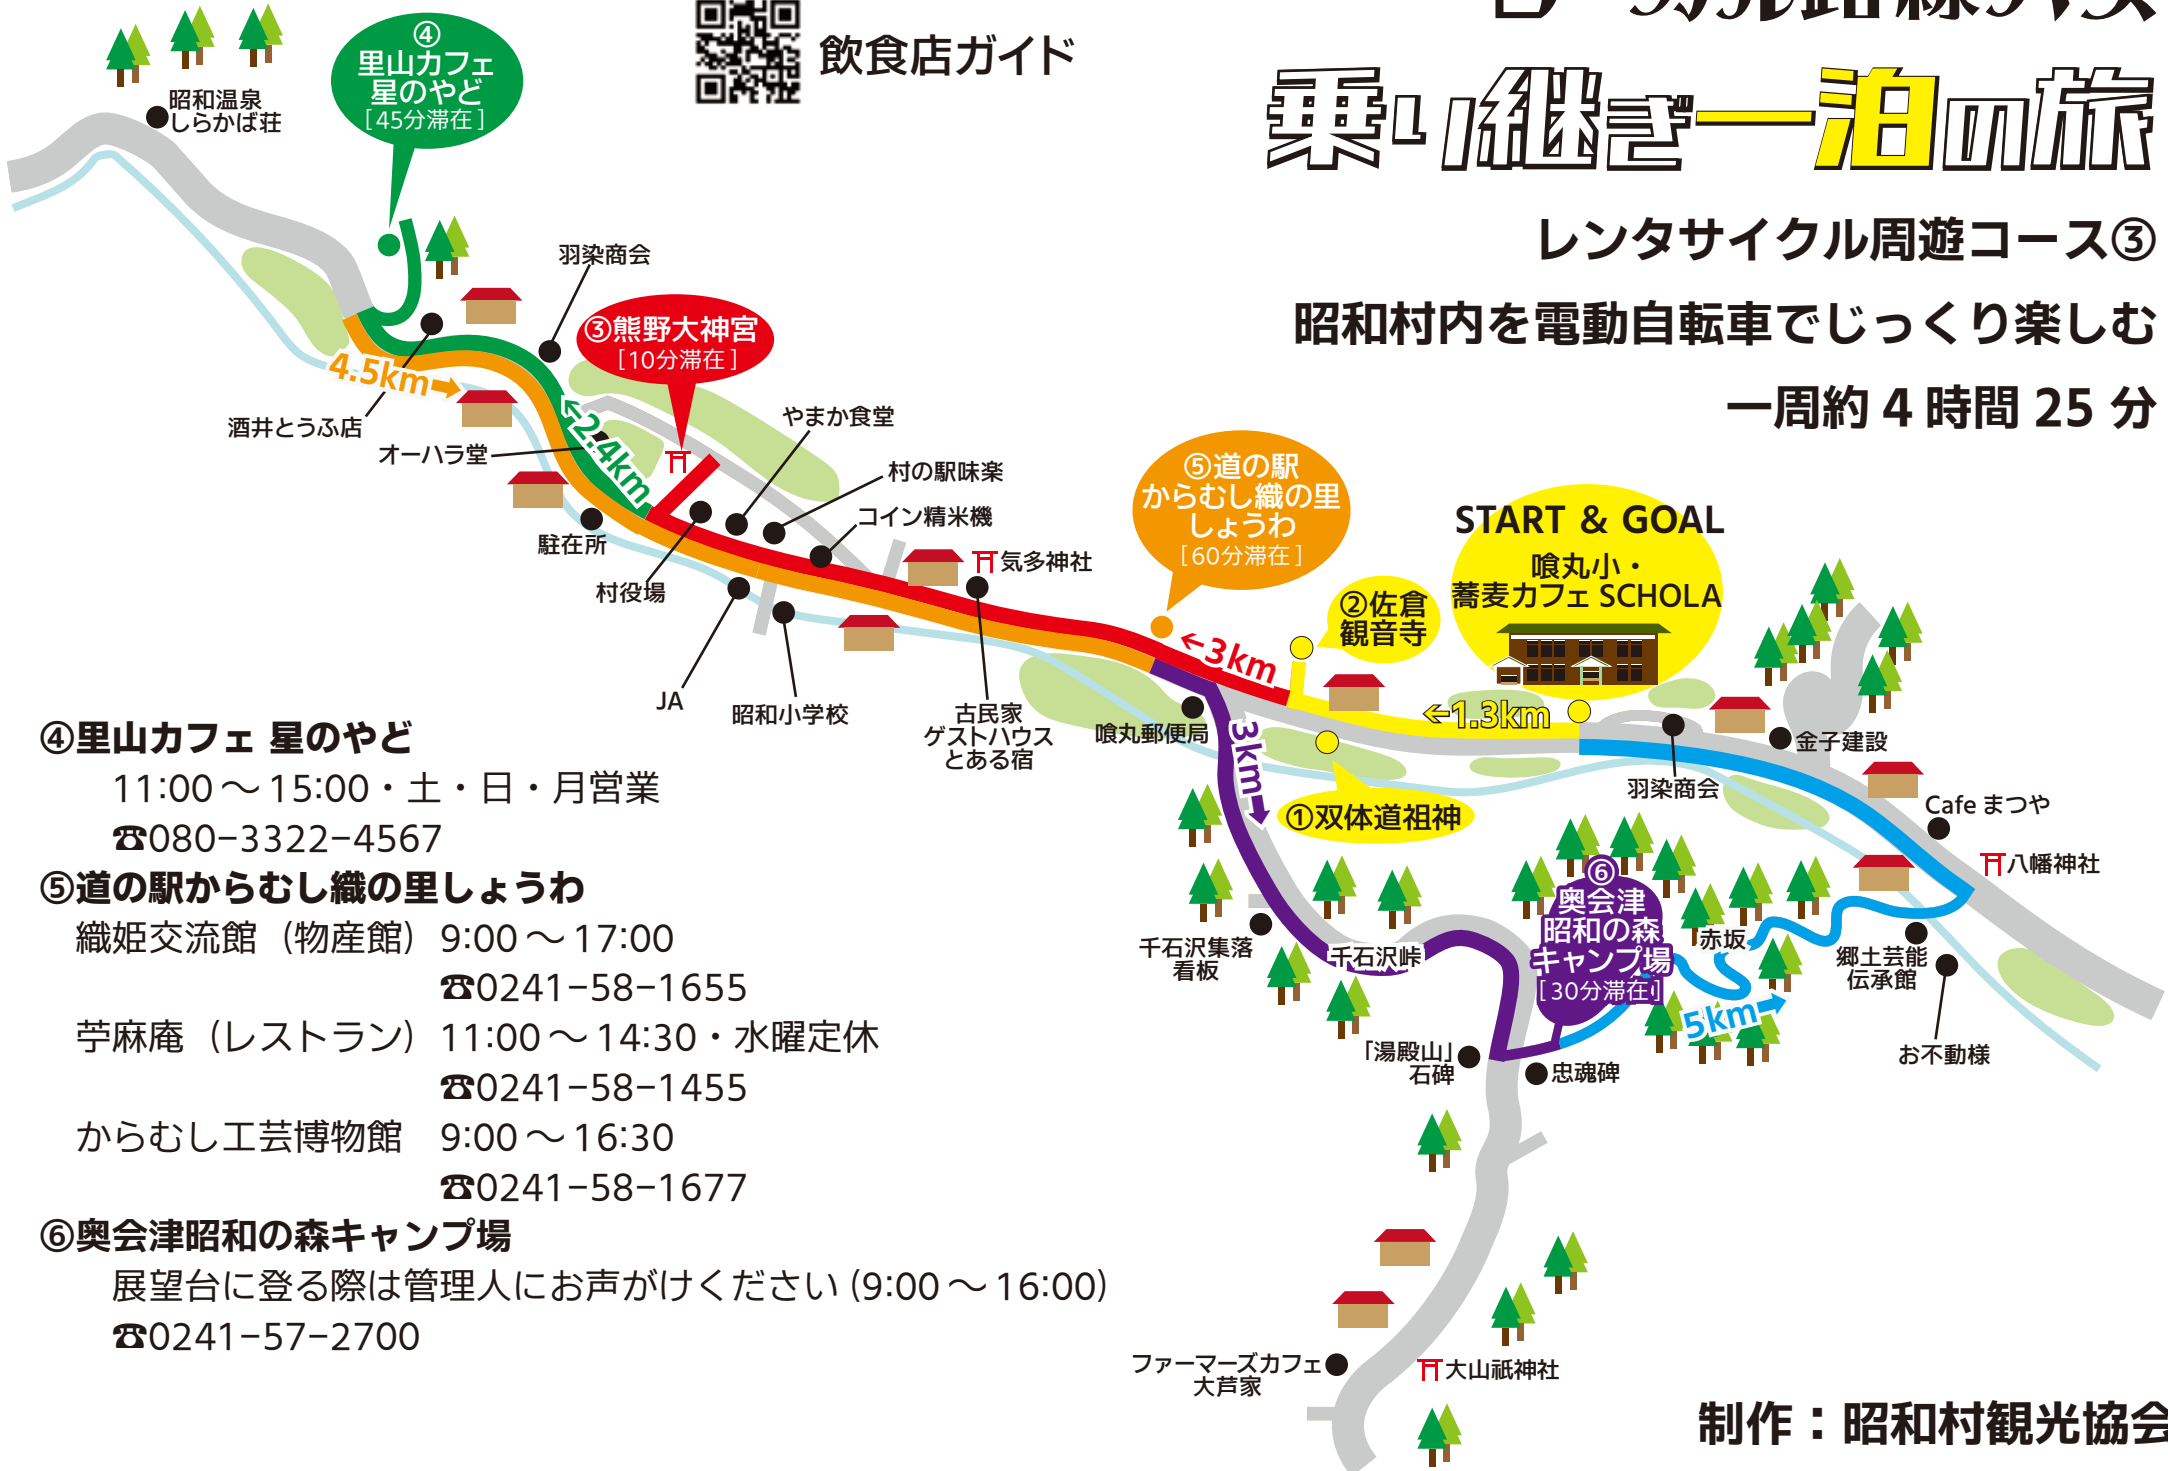 ローカル路線バス
乗り継ぎ一泊の旅
レンタサイクル周遊コース③
昭和村内を電動自転車でじっくり楽しむ
一周約 4 時間 25 分
飲食店ガイド
④
里山カフェ
星のやど
[45分滞在]
昭和温泉
しらかば荘
羽染商会
③熊野大神宮
[10分滞在]
4.5km➡
←2.4km
酒井とうふ店
オーハラ堂
やまか食堂
村の駅味楽
コイン精米機
駐在所
村役場
気多神社
⑤道の駅
からむし織の里
しょうわ
[60分滞在]
START & GOAL
喰丸小・
蕎麦カフェ SCHOLA
②佐倉
観音寺
←3km
←1.3km
JA
昭和小学校
古民家
ゲストハウス
とある宿
喰丸郵便局
3km➡
①双体道祖神
羽染商会
金子建設
Cafe まつや
八幡神社
⑥
奥会津
昭和の森
キャンプ場
[30分滞在]
赤坂
5km➡
郷土芸能
伝承館
お不動様
千石沢集落
看板
千石沢峠
「湯殿山」
石碑
忠魂碑
ファーマーズカフェ
大芦家
大山祇神社
④里山カフェ 星のやど
11:00～15:00・土・日・月営業
☎080−3322−4567
⑤道の駅からむし織の里しょうわ
織姫交流館（物産館） 9:00～17:00
☎0241−58−1655
苧麻庵（レストラン） 11:00～14:30・水曜定休
☎0241−58−1455
からむし工芸博物館 9:00～16:30
☎0241−58−1677
⑥奥会津昭和の森キャンプ場
展望台に登る際は管理人にお声がけください (9:00～16:00)
☎0241−57−2700
制作：昭和村観光協会